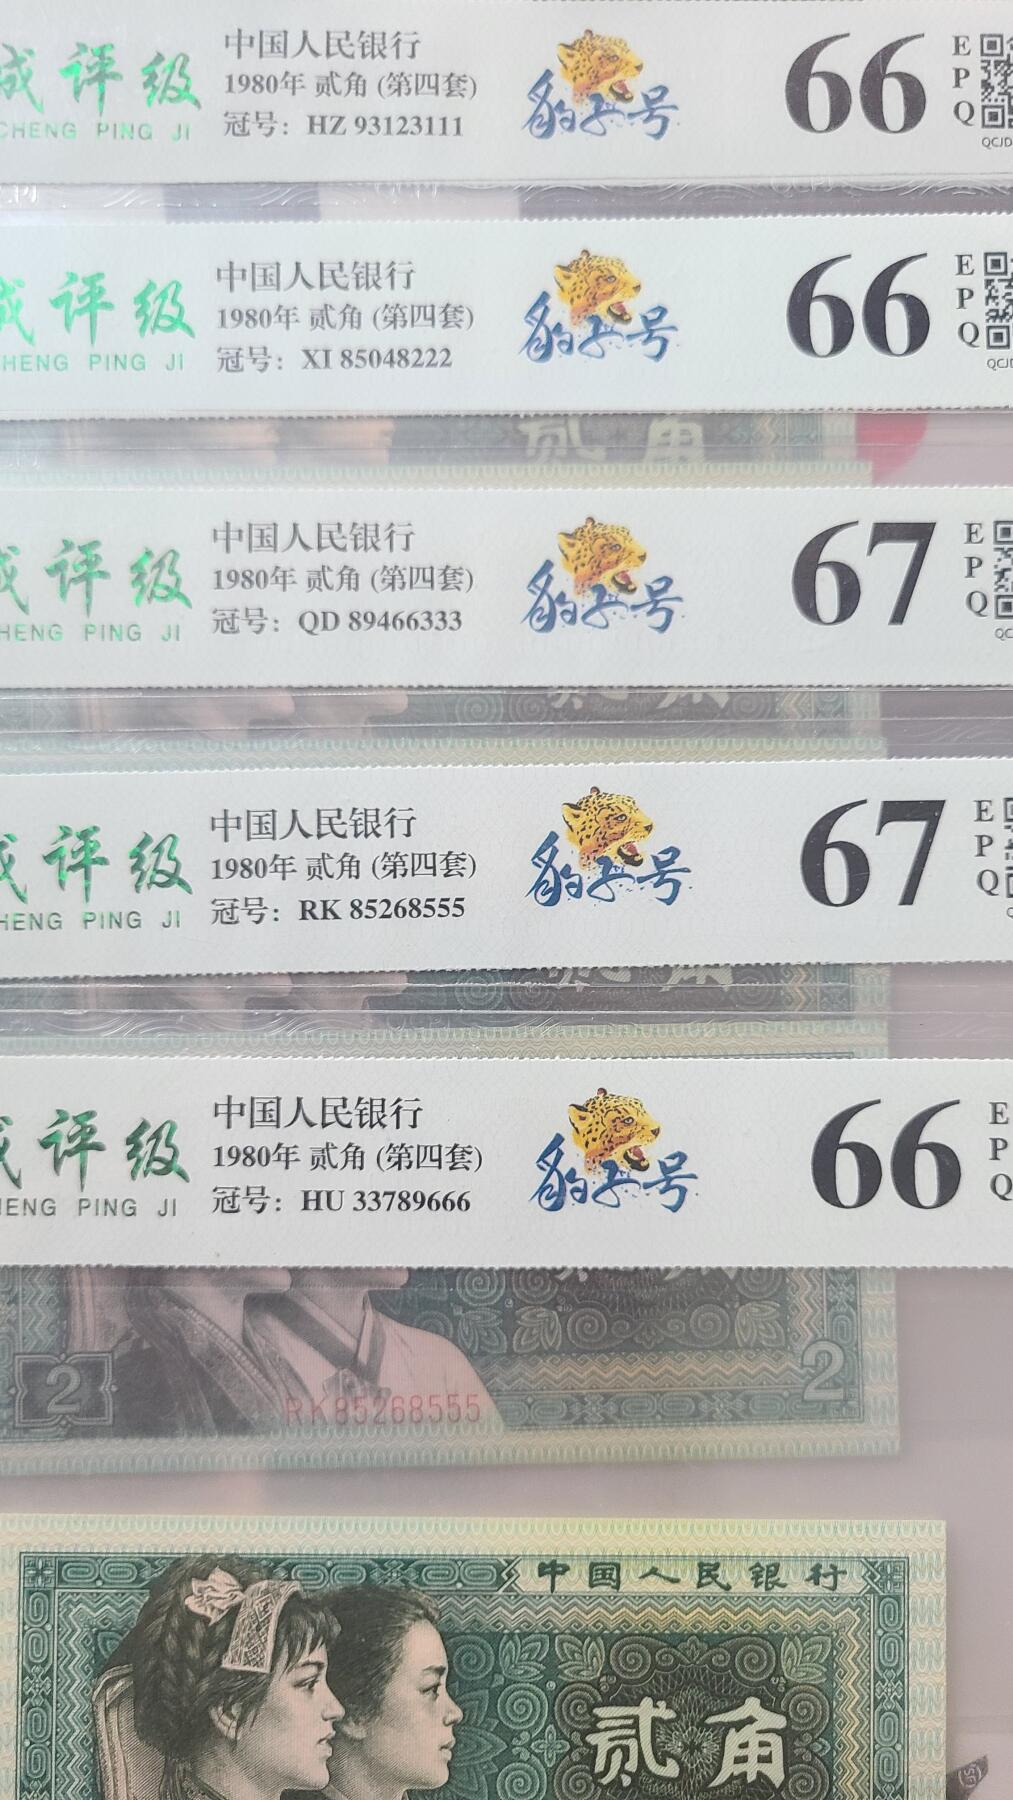 评级
中国人民银行
1980年 贰角 (第四套)
冠号: HZ 93123111
CHENG PING JI
豹子号
66
EPQ
评级
中国人民银行
1980年 贰角 (第四套)
冠号: XI 85048222
HENG PING JI
豹子号
66
EPQ
贰角
评级
中国人民银行
1980年 贰角 (第四套)
冠号: QD 89466333
HENG PING JI
豹子号
67
EPQ
评级
中国人民银行
1980年 贰角 (第四套)
冠号: RK 85268555
HENG PING JI
豹子号
67
EPQ
评级
中国人民银行
1980年 贰角 (第四套)
冠号: HU 33789666
ENG PING JI
豹子号
66
EPQ
2
RK85268555
2
中国人民银行
贰角